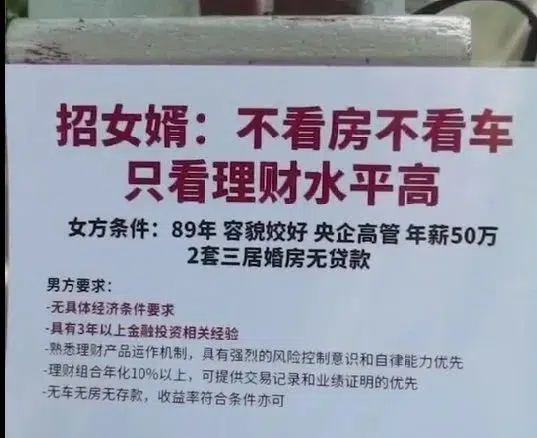 招女婿：不看房不看车
只看理财水平高
女方条件：89年 容貌姣好 央企高管 年薪50万
2套三居婚房无贷款
男方要求：
-无具体经济条件要求
-具有3年以上金融投资相关经验
-熟悉理财产品运作机制，具有强烈的风险控制意识和自律能力优先
-理财组合年化10%以上，可提供交易记录和业绩证明的优先
-无车无房无存款，收益率符合条件亦可